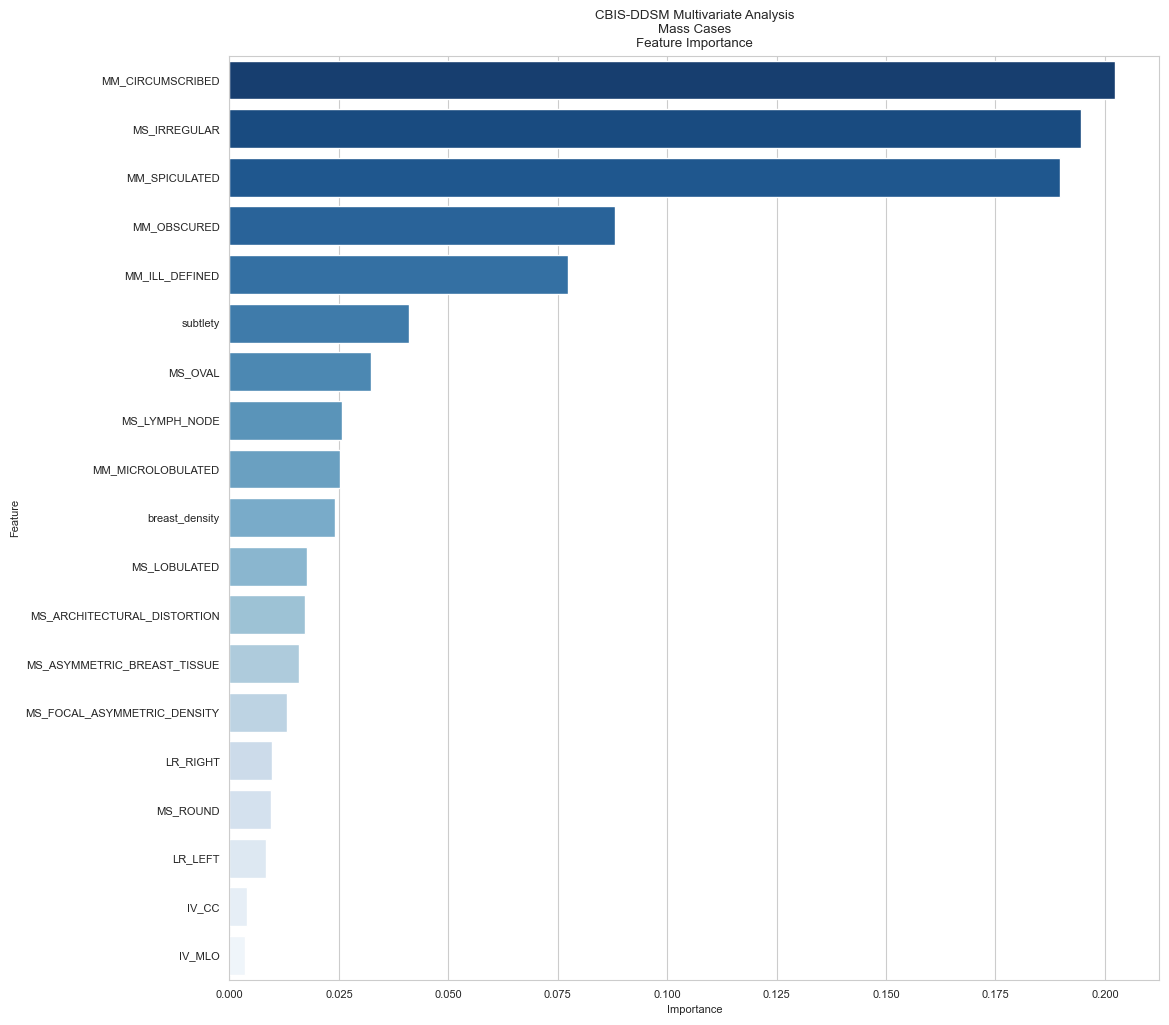 CBIS-DDSM Multivariate Analysis
Mass Cases
Feature Importance
MM_CIRCUMSCRIBED
MS_IRREGULAR
MM_SPICULATED
MM_OBSCURED
MM_ILL_DEFINED
subtlety
MS_OVAL
MS_LYMPH_NODE
MM_MICROLOBULATED
breast_density
MS_LOBULATED
MS_ARCHITECTURAL_DISTORTION
MS_ASYMMETRIC_BREAST_TISSUE
MS_FOCAL_ASYMMETRIC_DENSITY
LR_RIGHT
MS_ROUND
LR_LEFT
IV_CC
IV_MLO
Feature
0.000 0.025 0.050 0.075 0.100 0.125 0.150 0.175 0.200
Importance